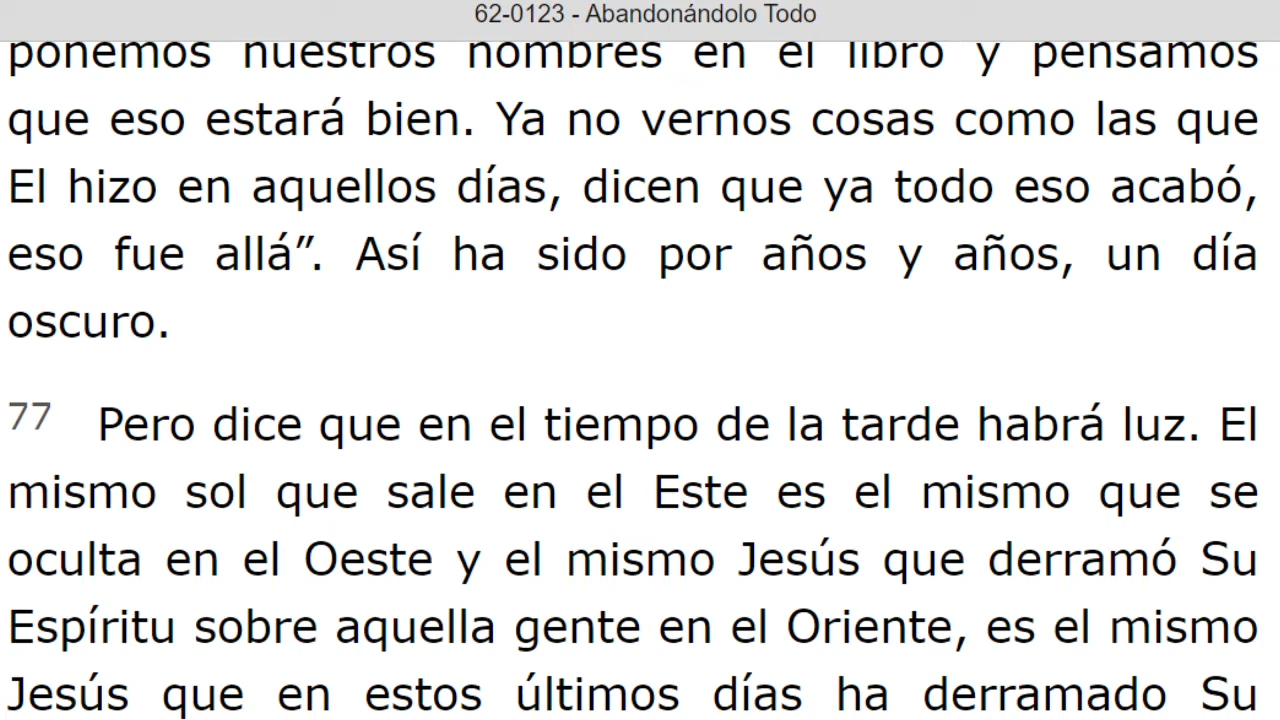 62-0123 - Abandonándolo Todo
ponemos nuestros nombres en el libro y pensamos
que eso estará bien. Ya no vernos cosas como las que
El hizo en aquellos días, dicen que ya todo eso acabó,
eso fue allá”. Así ha sido por años y años, un día
oscuro.
77 Pero dice que en el tiempo de la tarde habrá luz. El
mismo sol que sale en el Este es el mismo que se
oculta en el Oeste y el mismo Jesús que derramó Su
Espíritu sobre aquella gente en el Oriente, es el mismo
Jesús que en estos últimos días ha derramado Su